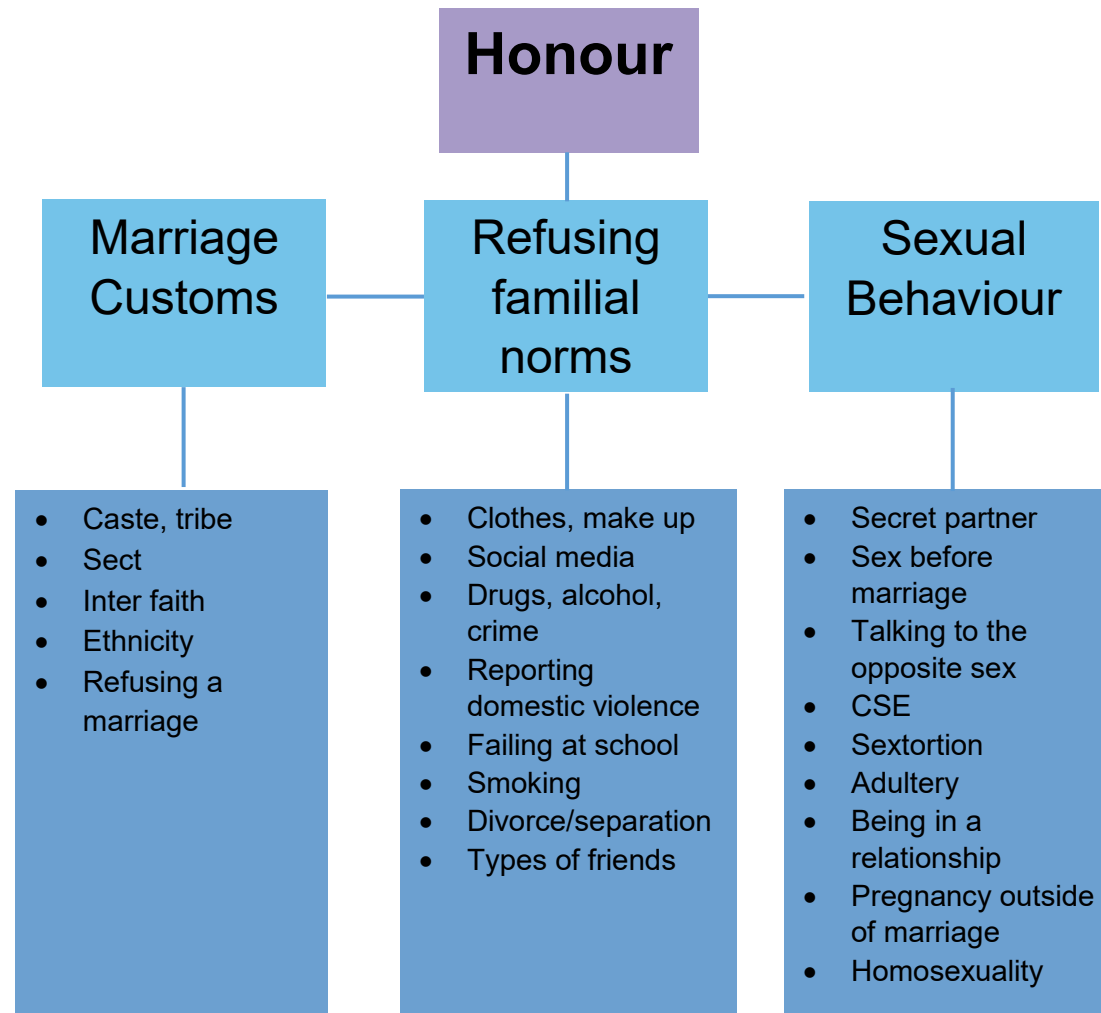 Honour
Marriage
Customs
Refusing
familial
norms
Sexual
Behaviour
• Caste, tribe
• Sect
• Inter faith
• Ethnicity
• Refusing a
marriage
• Clothes, make up
• Social media
• Drugs, alcohol,
crime
• Reporting
domestic violence
• Failing at school
• Smoking
• Divorce/separation
• Types of friends
• Secret partner
• Sex before
marriage
• Talking to the
opposite sex
• CSE
• Sextortion
• Adultery
• Being in a
relationship
• Pregnancy outside
of marriage
• Homosexuality